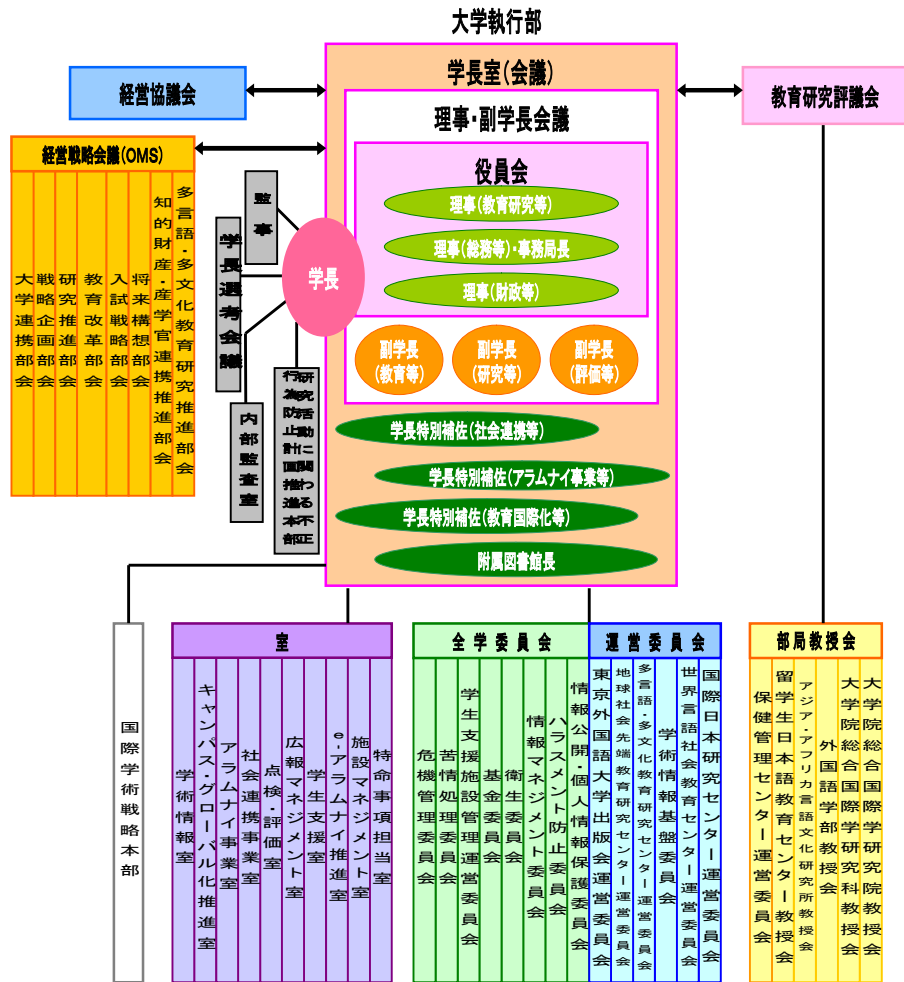 大学執行部
学長室(会議)
経営協議会
教育研究評議会
理事・副学長会議
経営戦略会議(OMS)
役員会
理事(教育研究等)
理事(総務等)・事務局長
理事(財政等)
学長
監事
学長選考会議
内部監査室
研究活動に関わる不正
行為防止計画推進本部
副学長
(教育等)
副学長
(研究等)
副学長
(評価等)
学長特別補佐(社会連携等)
学長特別補佐(アラムナイ事業等)
学長特別補佐(教育国際化等)
附属図書館長
多言語・多文化教育研究推進部会
知的財産・産学官連携推進部会
将来構想部会
入試戦略部会
教育改革部会
研究推進部会
戦略企画部会
大学連携部会
国際学術戦略本部
室
特命事項担当室
施設マネジメント室
e-アラムナイ推進室
学生支援室
広報マネジメント室
点検・評価室
社会連携事業室
アラムナイ事業室
キャンパス・グローバル化推進室
学術情報室
全学委員会
情報公開・個人情報保護委員会
ハラスメント防止委員会
情報マネジメント委員会
衛生委員会
基金委員会
学生支援施設管理運営委員会
苦情処理委員会
危機管理委員会
運営委員会
国際日本研究センター運営委員会
世界言語社会教育センター運営委員会
学術情報基盤委員会
多言語・多文化教育研究センター運営委員会
地球社会先端教育研究センター運営委員会
東京外国語大学出版会運営委員会
部局教授会
大学院総合国際学研究院教授会
大学院総合国際学研究科教授会
外国語学部教授会
アジア・アフリカ言語文化研究所教授会
留学生日本語教育センター教授会
保健管理センター運営委員会